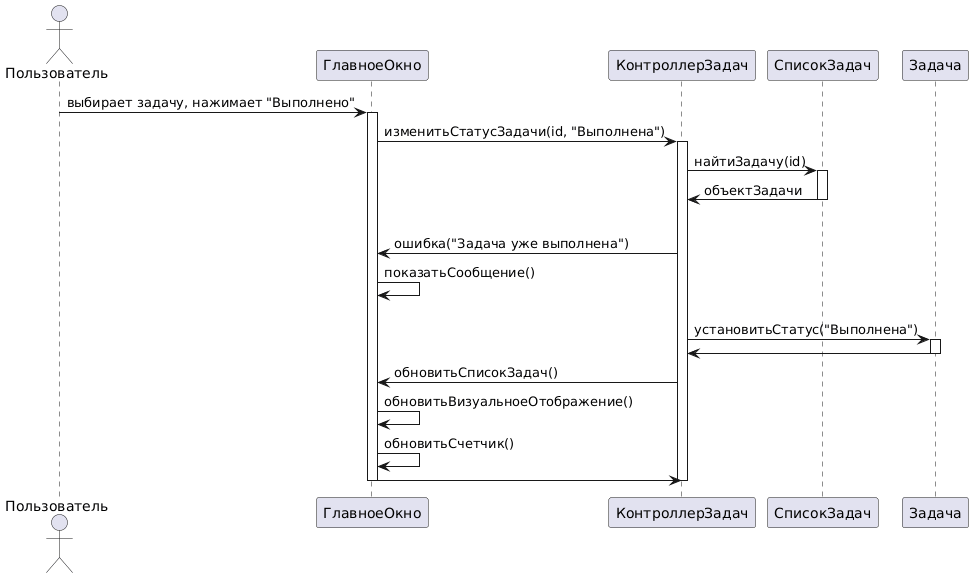 Пользователь
ГлавноеОкно
КонтроллерЗадач
СписокЗадач
Задача
выбирает задачу, нажимает "Выполнено"
изменитьСтатусЗадачи(id, "Выполнена")
найтиЗадачу(id)
объектЗадачи
ошибка("Задача уже выполнена")
показатьСообщение()
установитьСтатус("Выполнена")
обновитьСписокЗадач()
обновитьВизуальноеОтображение()
обновитьСчетчик()
Пользователь
ГлавноеОкно
КонтроллерЗадач
СписокЗадач
Задача